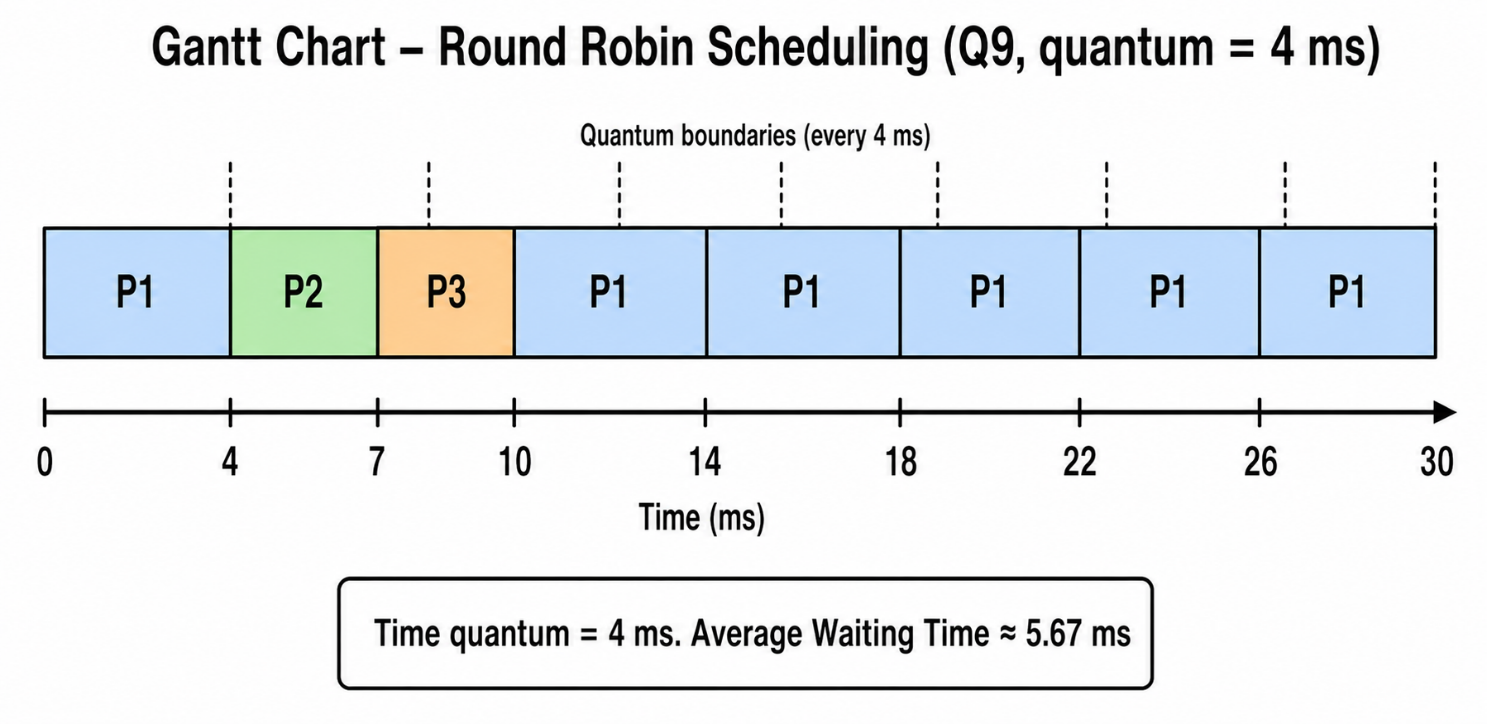 Gantt Chart – Round Robin Scheduling (Q9, quantum = 4 ms)
Quantum boundaries (every 4 ms)
P1 P2 P3 P1 P1 P1 P1 P1
0 4 7 10 14 18 22 26 30
Time (ms)
Time quantum = 4 ms. Average Waiting Time ≈ 5.67 ms